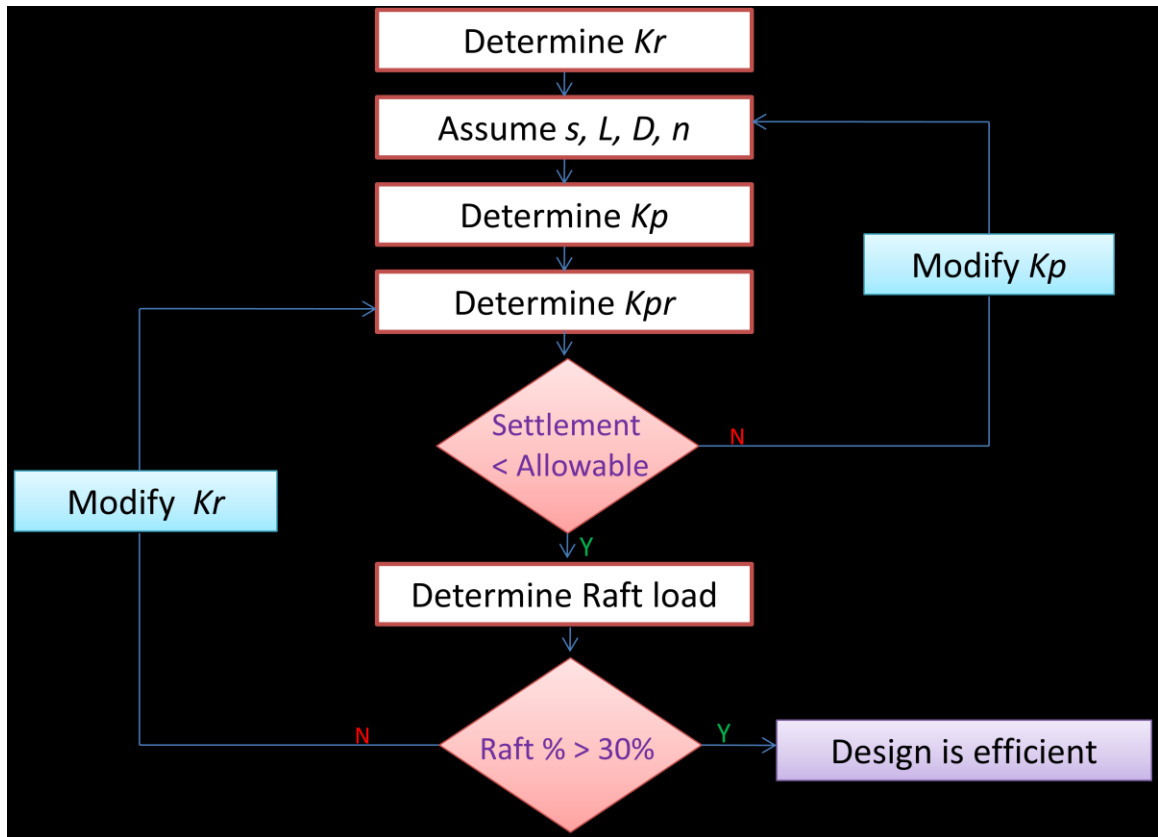 Determine Kr
Assume s, L, D, n
Determine Kp
Modify Kp
Determine Kpr
Settlement
< Allowable
N
Modify Kr
Y
Determine Raft load
N
Raft % > 30%
Y
Design is efficient